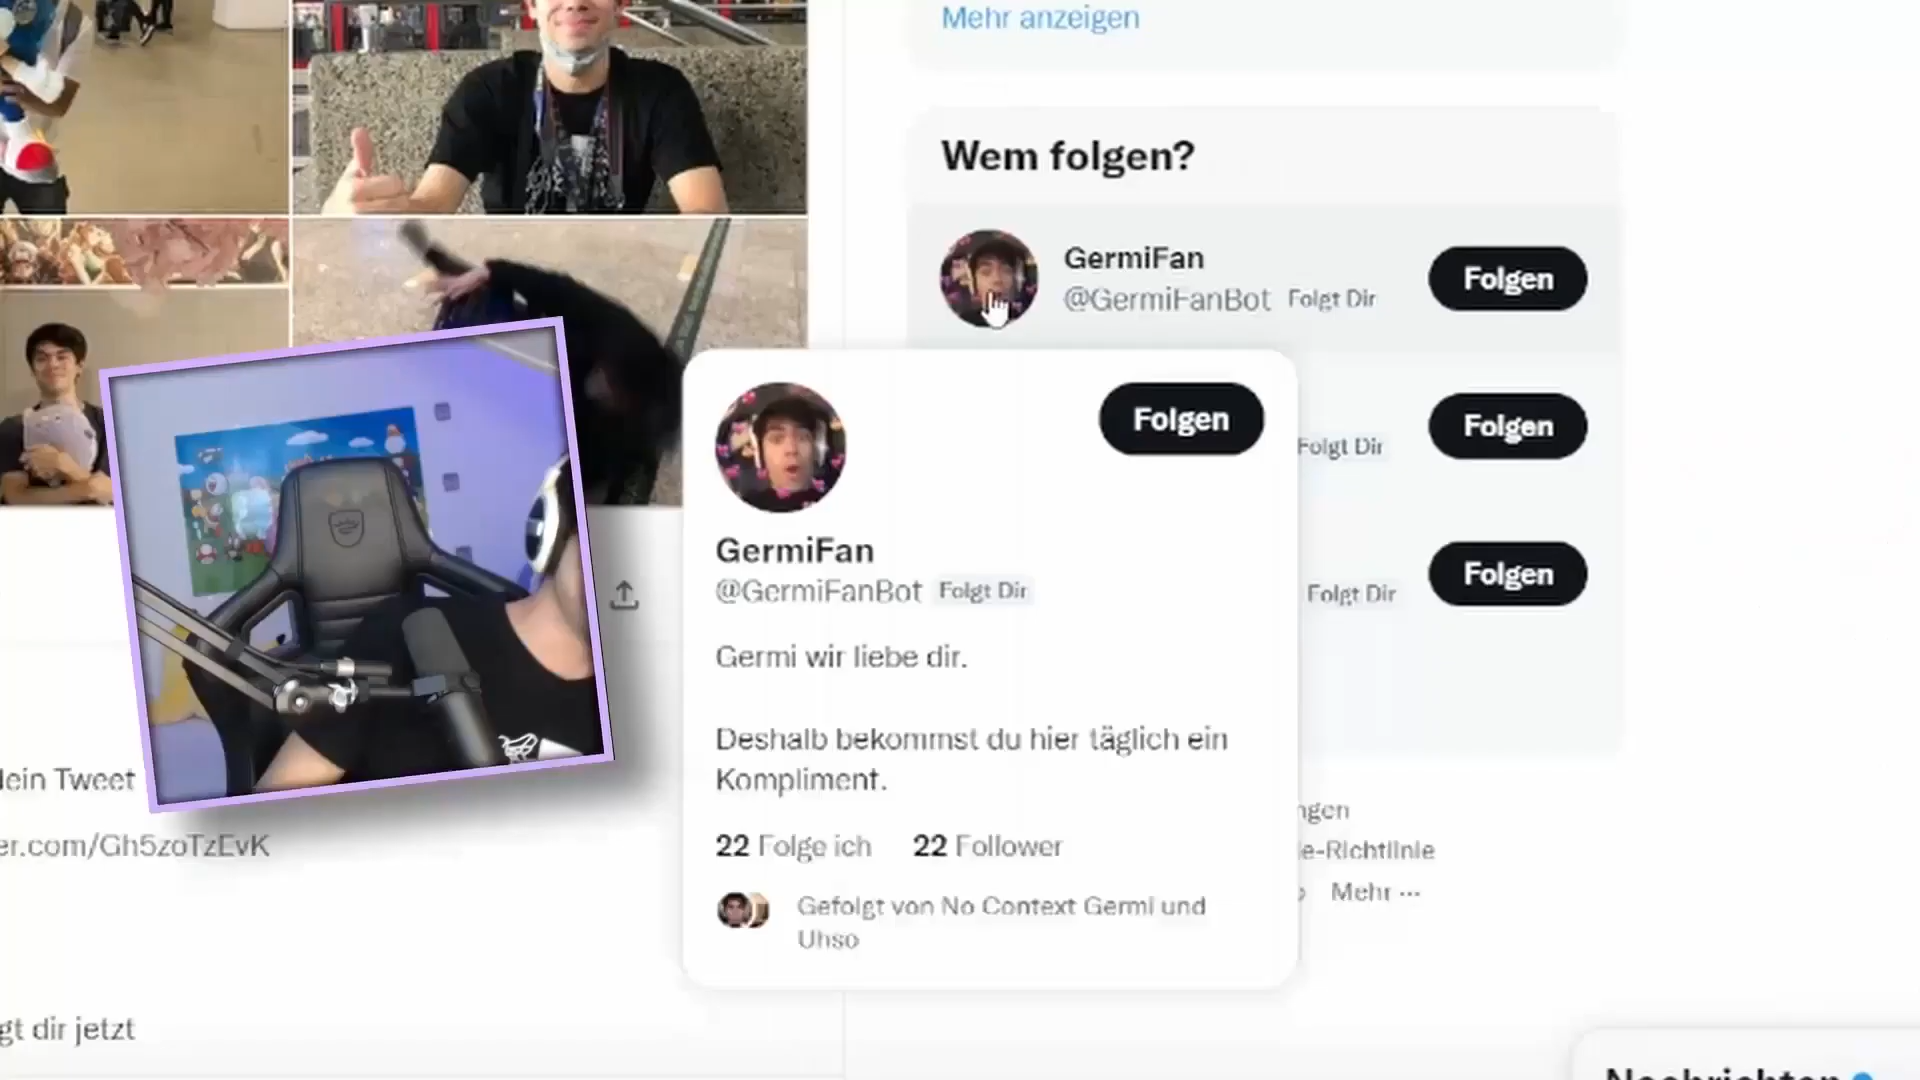 Mehr anzeigen
Wem folgen?
GermiFan
@GermiFanBot Folgt Dir
Folgen
Folgen
GermiFan
@GermiFanBot Folgt Dir
Germi wir liebe dir.
Deshalb bekommst du hier täglich ein
Kompliment.
22 Folge ich 22 Follower
Gefolgt von No Context Germi und
Uhso
Folgt Dir
Folgen
Folgt Dir
Folgen
ngen
e-Richtlinie
Mehr ···
lein Tweet
er.com/Gh5zoTzEvK
gt dir jetzt
Nachrichten